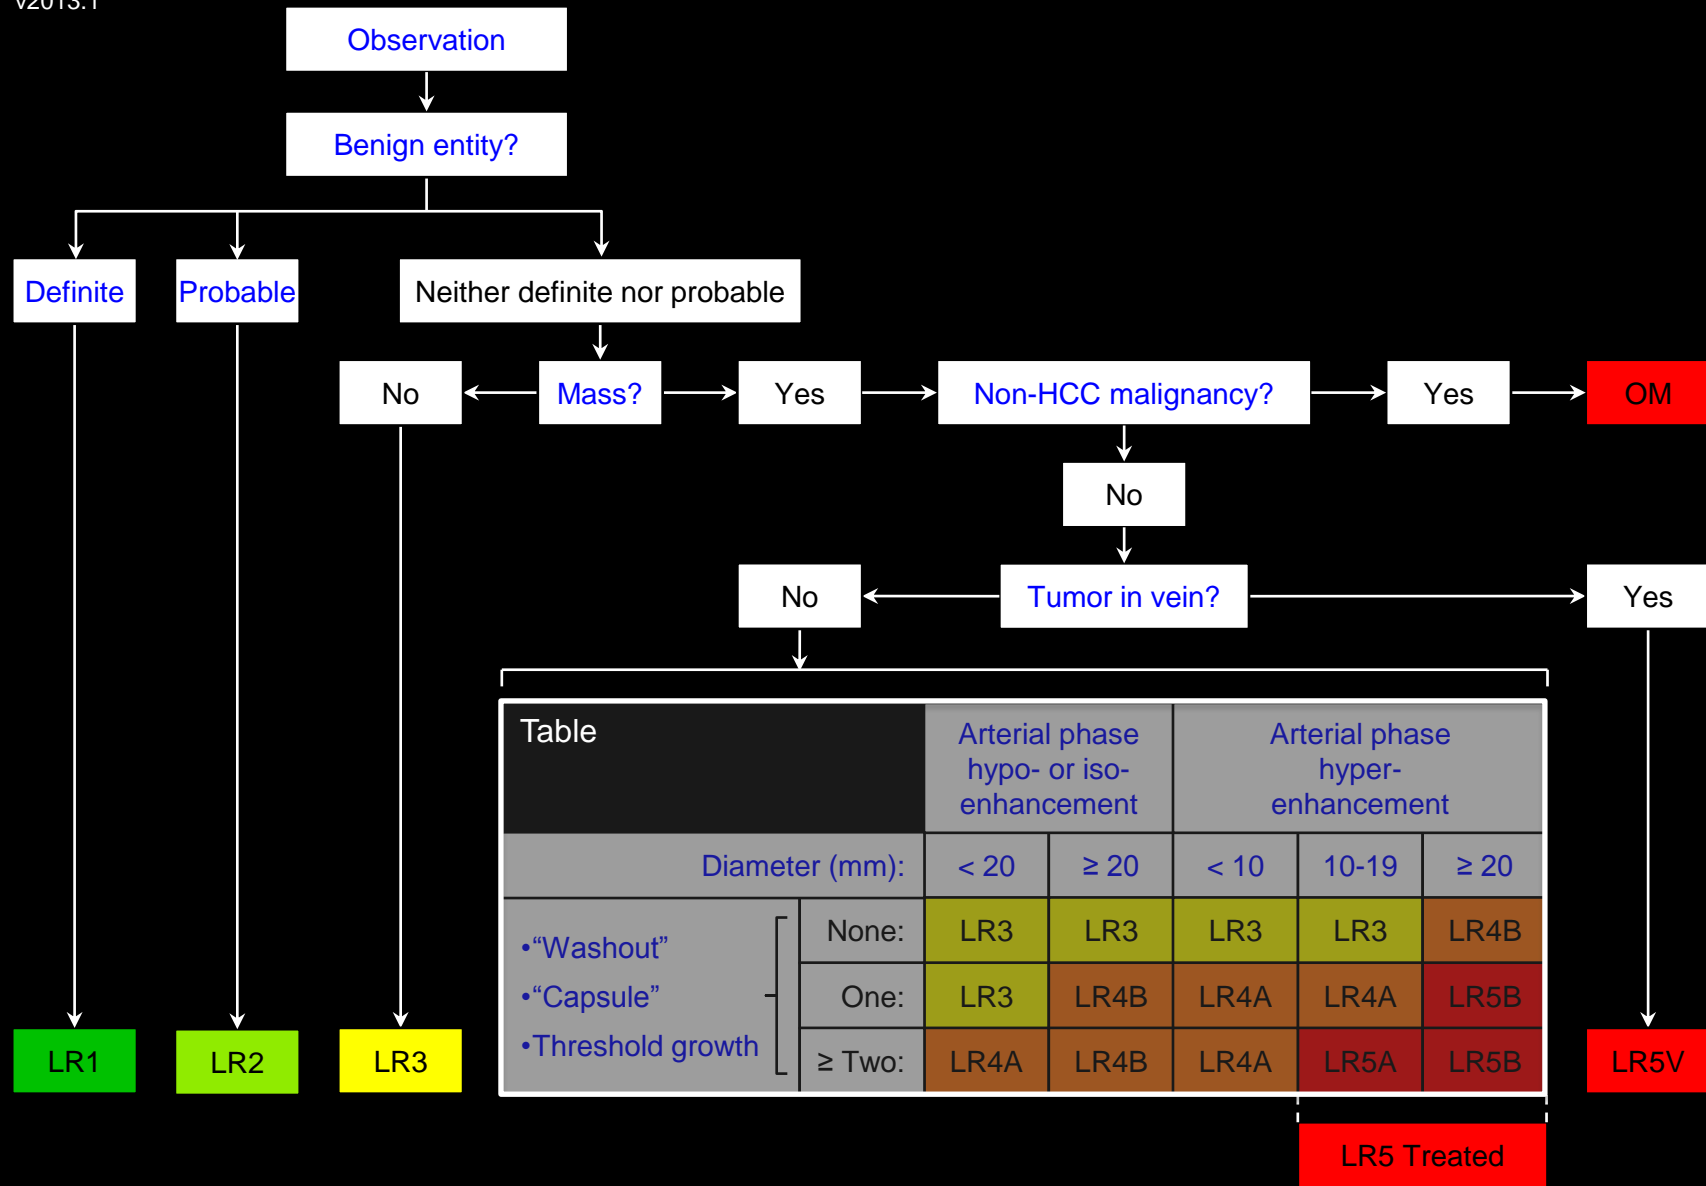 v2013.1
Observation
Benign entity?
Definite
Probable
Neither definite nor probable
No
Mass?
Yes
Non-HCC malignancy?
Yes
OM
No
No
Tumor in vein?
Yes
Table
Arterial phase
hypo- or iso-
enhancement
Arterial phase
hyper-
enhancement
Diameter (mm):
< 20
≥ 20
< 10
10-19
≥ 20
•“Washout”
•“Capsule”
•Threshold growth
None:
LR3
LR3
LR3
LR3
LR4B
One:
LR3
LR4B
LR4A
LR4A
LR5B
≥ Two:
LR4A
LR4B
LR4A
LR5A
LR5B
LR1
LR2
LR3
LR5V
LR5 Treated